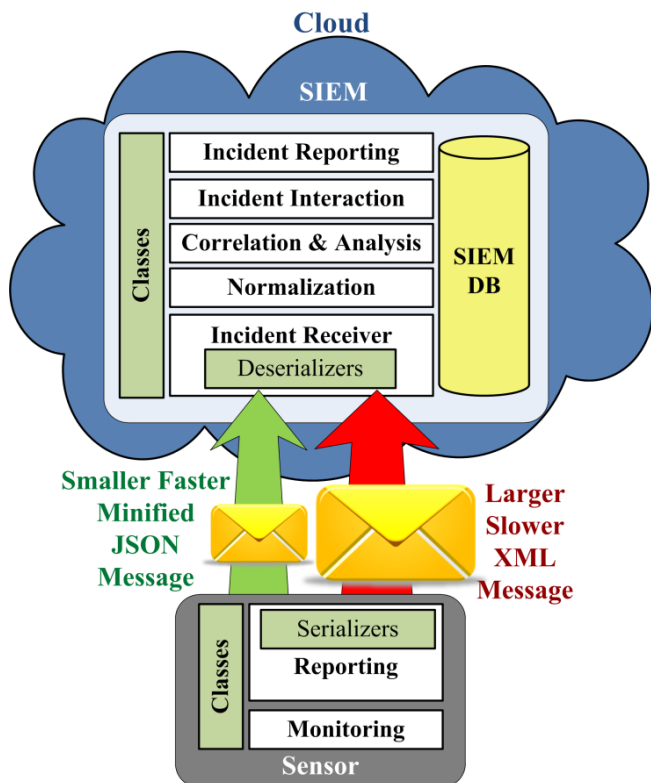 Cloud
SIEM
Classes
Incident Reporting
Incident Interaction
Correlation & Analysis
Normalization
Incident Receiver
Deserializers
SIEM
DB
Smaller Faster
Minified
JSON
Message
Larger
Slower
XML
Message
Classes
Serializers
Reporting
Monitoring
Sensor